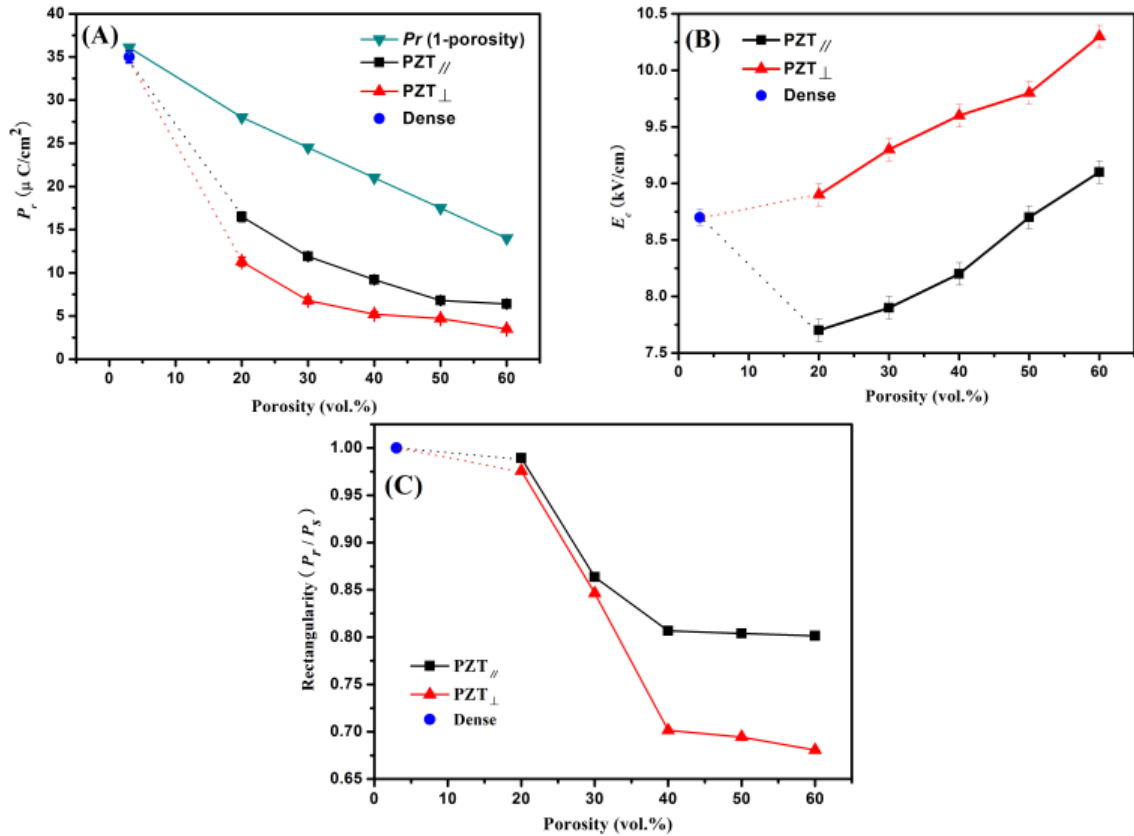 (A)
Pr (1-porosity)
PZT//
PZT⊥
Dense
Pr (μ C/cm²)
40
35
30
25
20
15
10
5
0
0 10 20 30 40 50 60
Porosity (vol.%)
(B)
PZT//
PZT⊥
Dense
Ec (kV/cm)
10.5
10.0
9.5
9.0
8.5
8.0
7.5
0 10 20 30 40 50 60
Porosity (vol.%)
(C)
PZT//
PZT⊥
Dense
Rectangularity (Pr / Ps)
1.00
0.95
0.90
0.85
0.80
0.75
0.70
0.65
0 10 20 30 40 50 60
Porosity (vol.%)